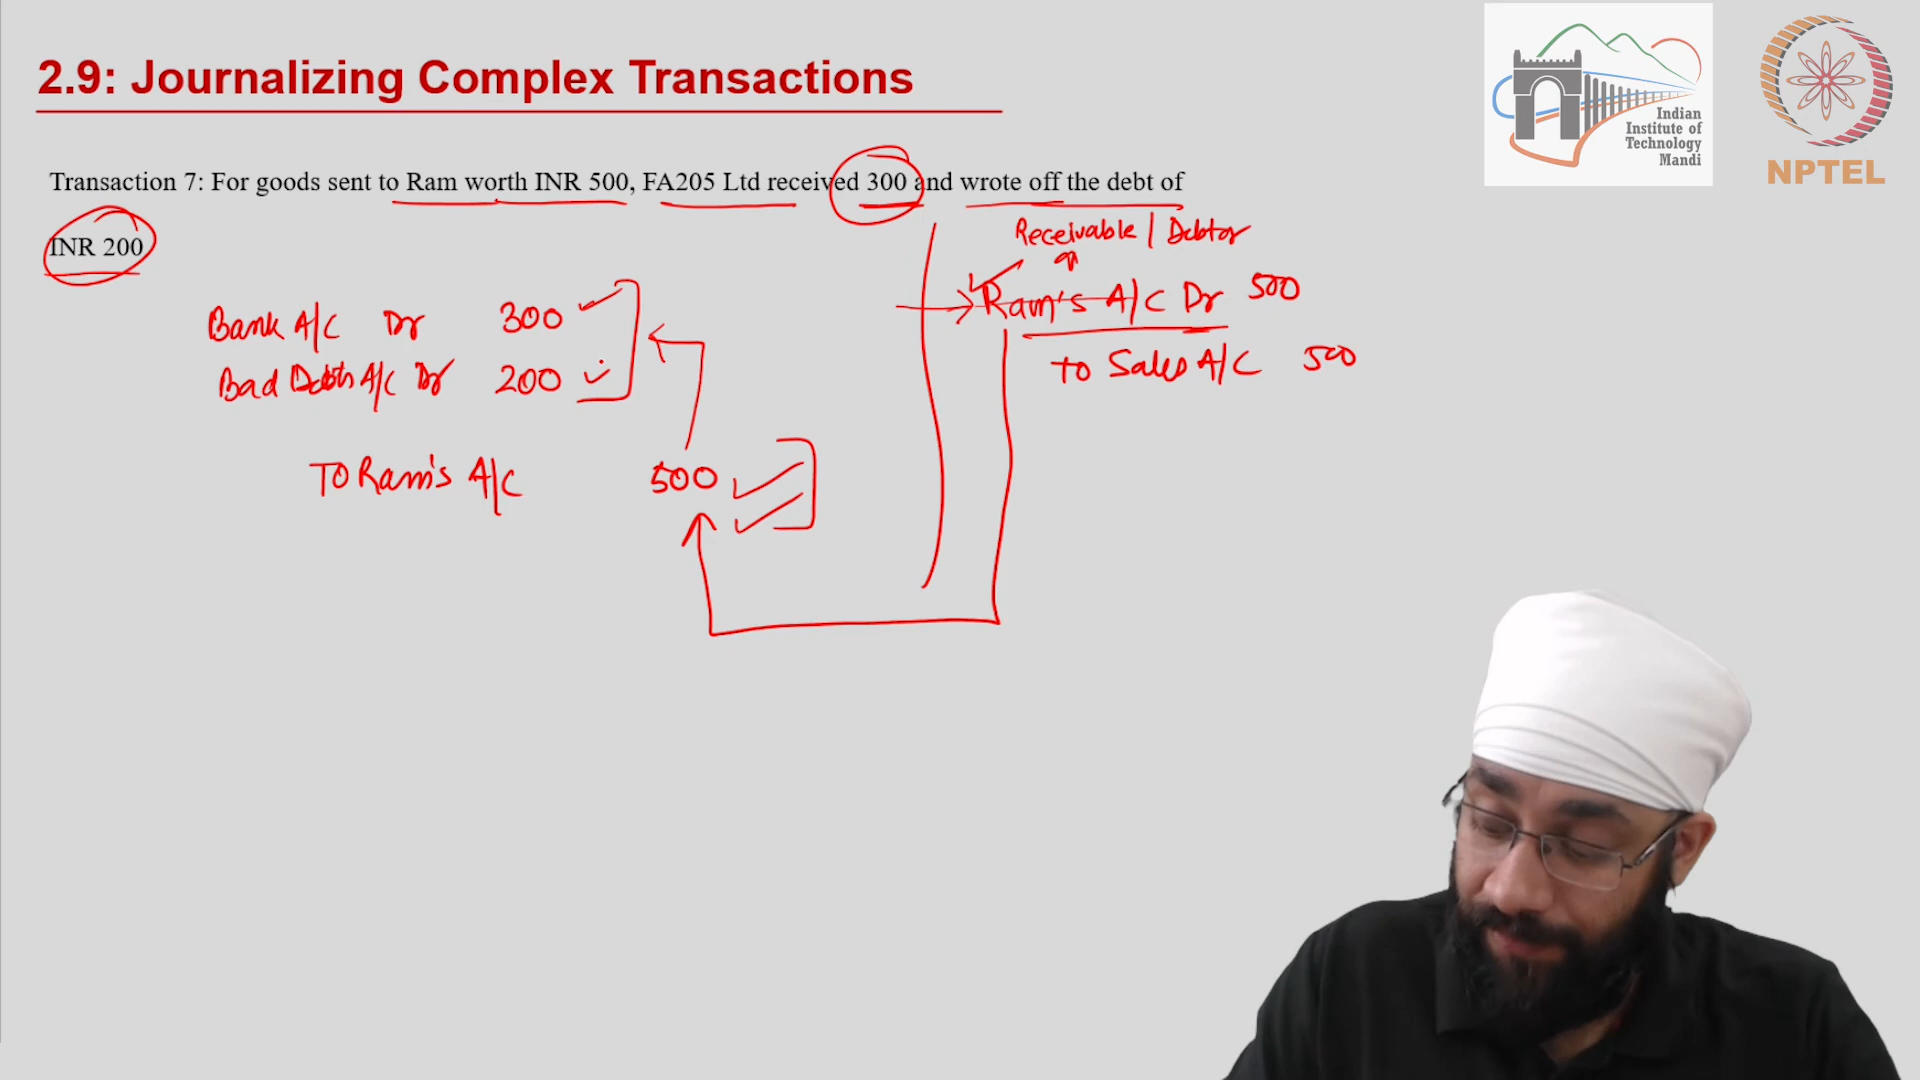 2.9: Journalizing Complex Transactions
Indian
Institute of
Technology
Mandi
NPTEL
Transaction 7: For goods sent to Ram worth INR 500, FA205 Ltd received 300 and wrote off the debt of
INR 200
Receivable | Debtor
Ram's A/C Dr 500
to Sales A/C 500
Bank A/C Dr 300
Bad Debts A/C Dr 200
To Ram's A/C 500